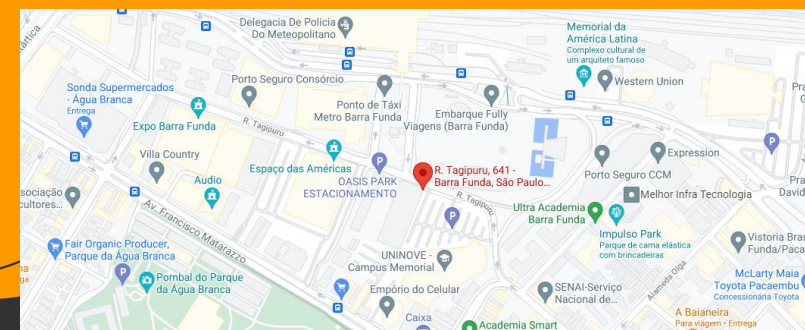 Delegacia De Policia
Do Meteopolitano
Memorial da
América Latina
Complexo cultural de
um arquiteto famoso
Sonda Supermercados
- Água Branca
Entrega
Porto Seguro Consórcio
Western Union
Ponto de Táxi
Metro Barra Funda
Embarque Fully
Viagens (Barra Funda)
Expo Barra Funda
R. Tagipuru
Villa Country
Espaço das Américas
Expression
Audio
P
OASIS PARK
ESTACIONAMENTO
R. Tagipuru, 641 -
Barra Funda, São Paulo...
Porto Seguro CCM
R. Tagipuru
Melhor Infra Tecnologia
David
Av. Francisco Matarazzo
P
Ultra Academia
Barra Funda
Impulso Park
Parque de cama elástica
com brincadeiras
Fair Organic Producer,
Parque da Água Branca
P
UNINOVE -
Campus Memorial
Vistoria Bras
Funda/Paca
Pombal do Parque
da Água Branca
Empório do Celular
SENAI-Serviço
Nacional de...
Alameda Olga
McLarty Maia
Toyota Pacaembu
Concessionária Toyota
Caixa
Academia Smart
A Baianeira
Para viagem • Entrega